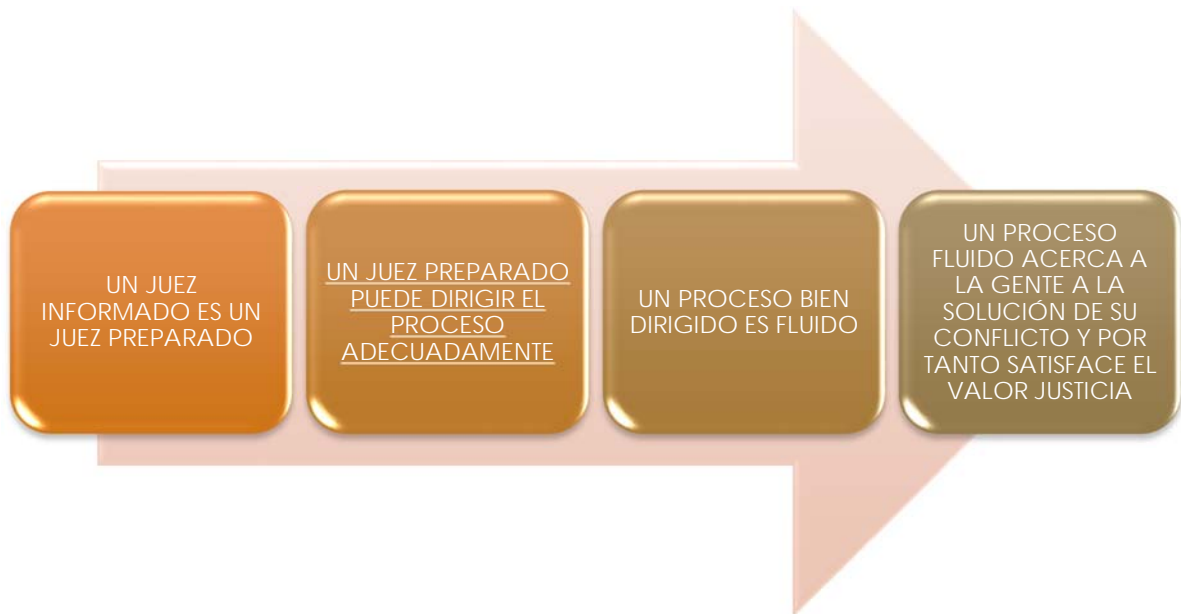 UN JUEZ
INFORMADO ES UN
JUEZ PREPARADO
UN JUEZ PREPARADO
PUEDE DIRIGIR EL
PROCESO
ADECUADAMENTE
UN PROCESO BIEN
DIRIGIDO ES FLUIDO
UN PROCESO
FLUIDO ACERCA A
LA GENTE A LA
SOLUCIÓN DE SU
CONFLICTO Y POR
TANTO SATISFACE EL
VALOR JUSTICIA